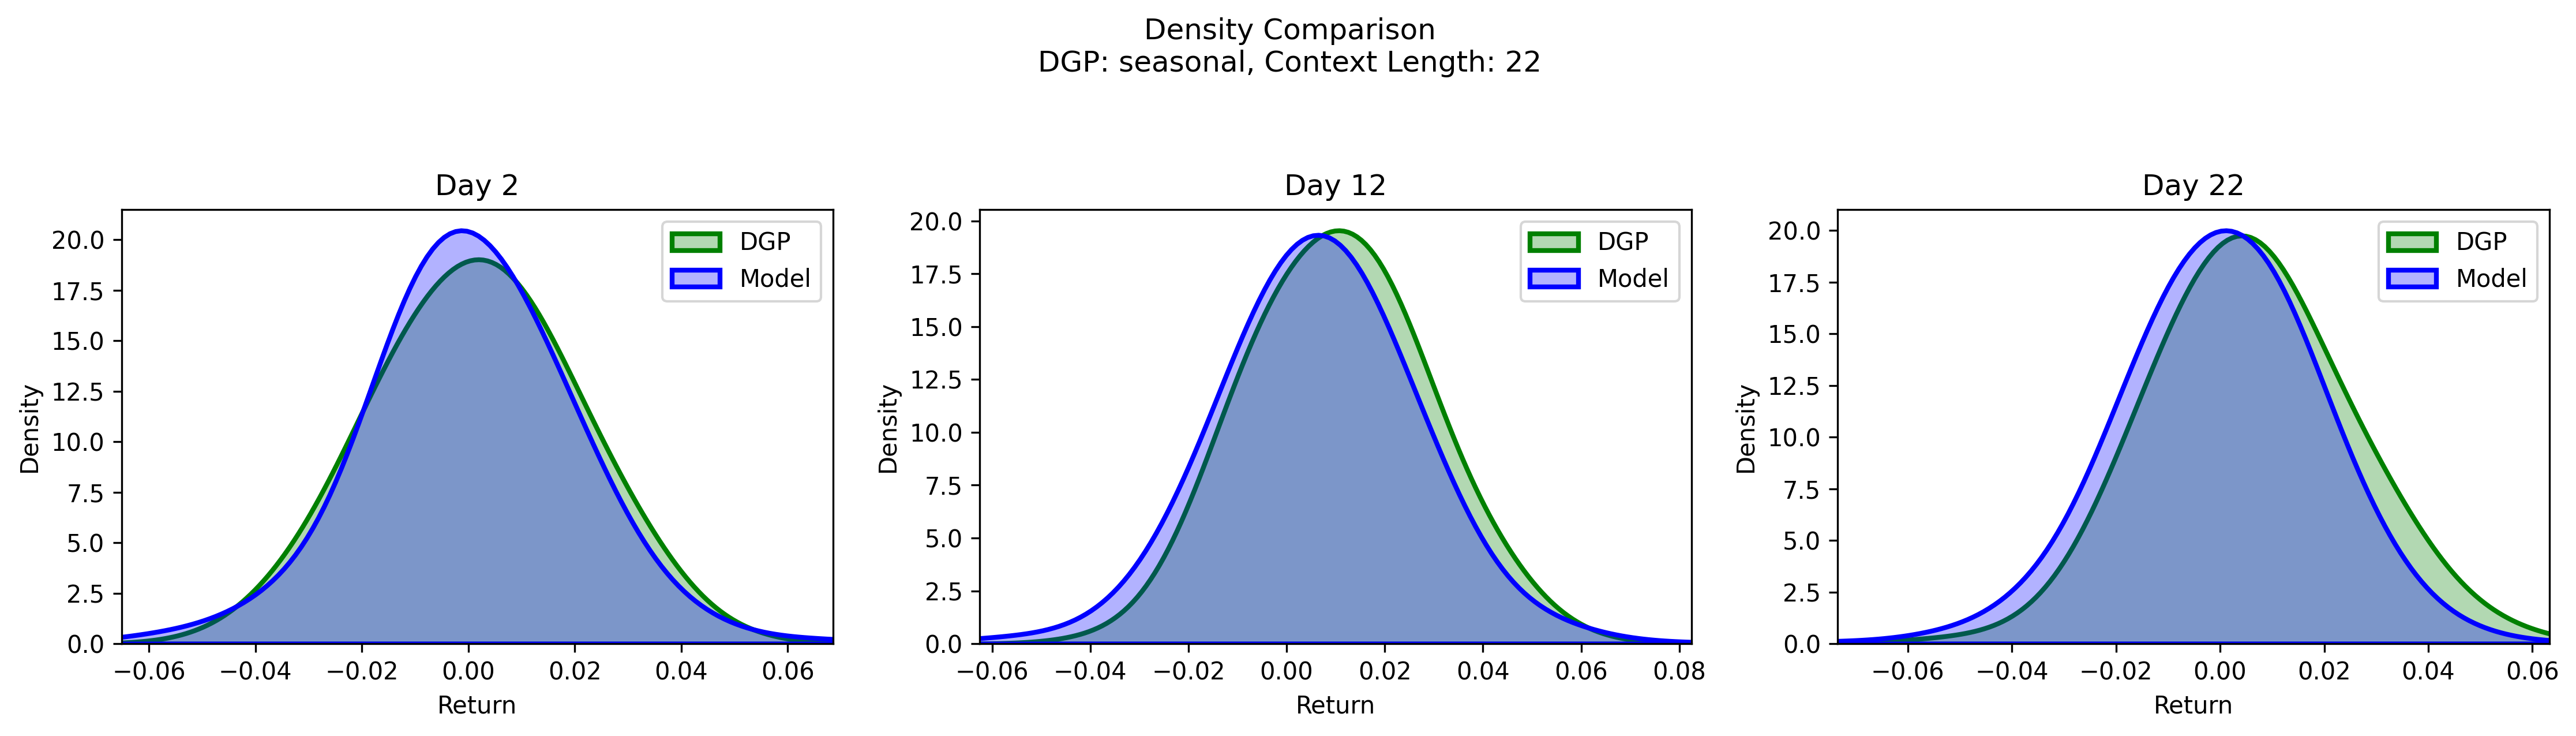 Density Comparison
DGP: seasonal, Context Length: 22
Day 2
20.0
17.5
15.0
12.5
10.0
7.5
5.0
2.5
0.0
Density
DGP
Model
−0.06 −0.04 −0.02 0.00 0.02 0.04 0.06
Return
Day 12
20.0
17.5
15.0
12.5
10.0
7.5
5.0
2.5
0.0
Density
DGP
Model
−0.06 −0.04 −0.02 0.00 0.02 0.04 0.06 0.08
Return
Day 22
20.0
17.5
15.0
12.5
10.0
7.5
5.0
2.5
0.0
Density
DGP
Model
−0.06 −0.04 −0.02 0.00 0.02 0.04 0.06
Return